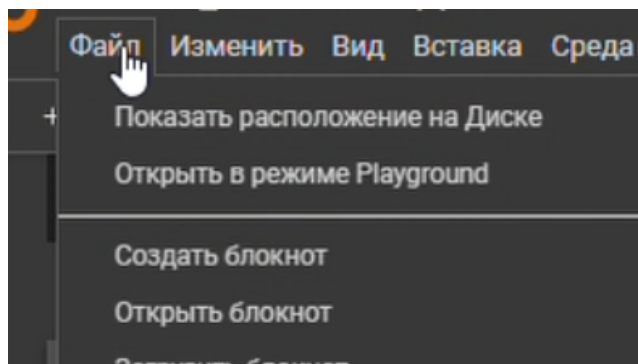 Файл Изменить Вид Вставка Среда
Показать расположение на Диске
Открыть в режиме Playground
Создать блокнот
Открыть блокнот